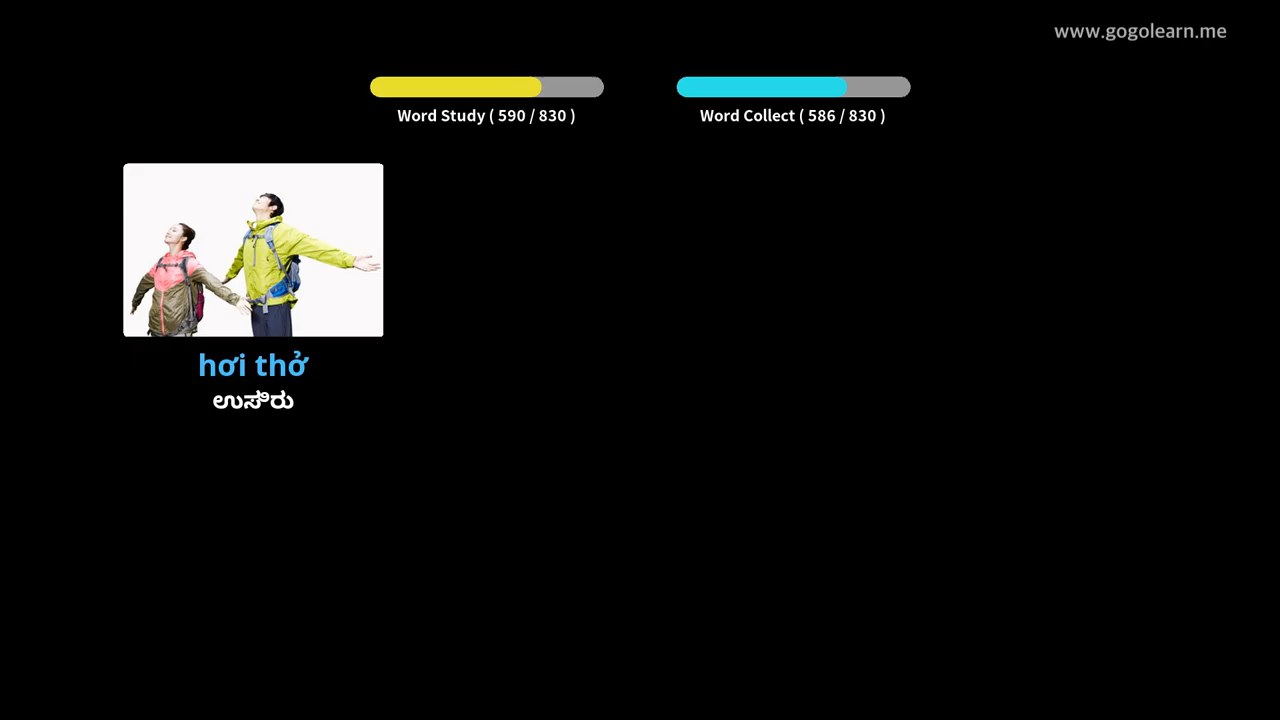 www.gogolearn.me
Word Study ( 590 / 830 )
Word Collect ( 586 / 830 )
hơi thở
ಉಸಿರು